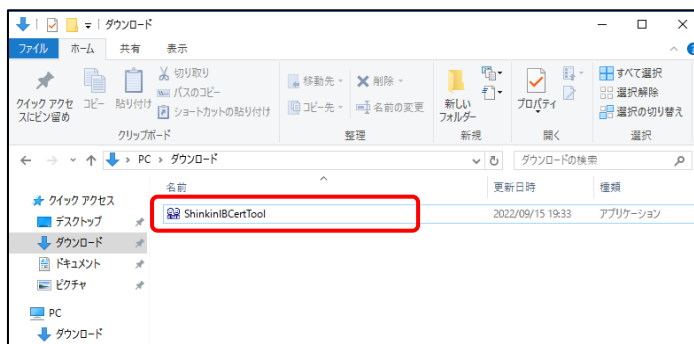 ダウンロード
ファイル ホーム 共有 表示
クイック アクセスにピン留め
コピー
貼り付け
切り取り
パスのコピー
ショートカットの貼り付け
クリップボード
移動先
コピー先
削除
名前の変更
整理
新しいフォルダー
新規
プロパティ
開く
すべて選択
選択解除
選択の切り替え
選択
PC › ダウンロード
ダウンロードの検索
名前 更新日時 種類
ShinkinIBCertTool 2022/09/15 19:33 アプリケーション
クイック アクセス
デスクトップ
ダウンロード
ドキュメント
ピクチャ
PC
ダウンロード